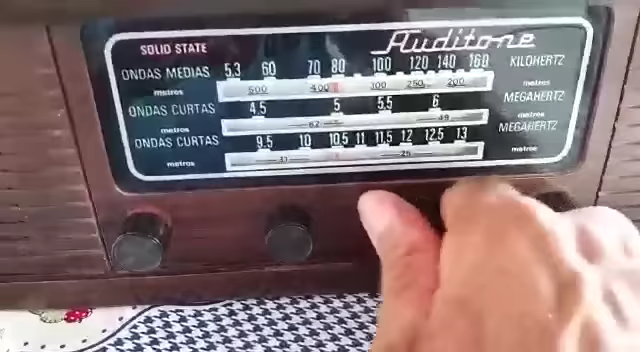 SOLID STATE
Auditone
ONDAS MEDIAS 5.3 60 70 80 100 120 140 160 KILOHERTZ
metros 500 400 300 250 200 metros
ONDAS CURTAS 4.5 5 5.5 6 MEGAHERTZ
metros 62 49 metros
ONDAS CURTAS 9.5 10 10.5 11 11.5 12 12.5 13 MEGAHERTZ
metros 31 25 metros